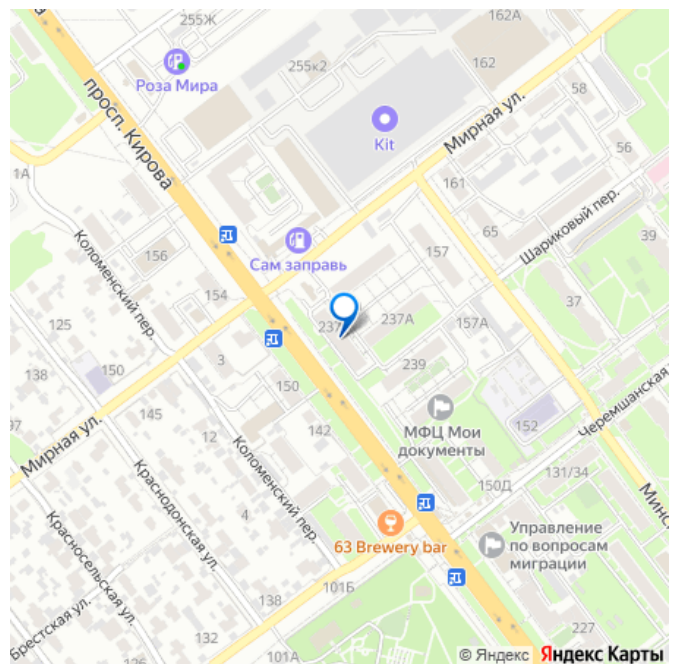 255Ж
162А
Роза Мира
255к2
162
просп. Кирова
58
Kit
Мирная ул.
56
1А
161
Шариковый пер.
Коломенский пер.
65
39
156
Сам заправь
157
154
37
125
237
237А
157А
3
239
138
150
150
Черемшанская
97
145
МФЦ Мои
документы
152
Мирная ул.
12
142
131/34
150Д
Краснодонская ул.
Коломенский пер.
Минс
4
63 Brewery bar
Управление
по вопросам
миграции
Красносельская ул.
101Б
138
Брестская ул.
132
227
101А
© Яндекс
Яндекс Карты